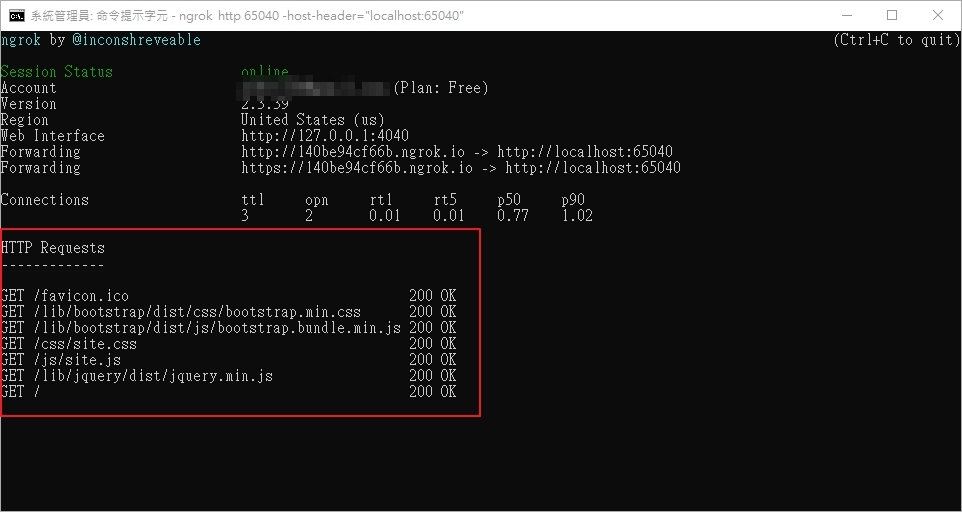 系統管理員: 命令提示字元 - ngrok http 65040 -host-header="localhost:65040"
ngrok by @inconshreveable (Ctrl+C to quit)
Session Status online
Account (Plan: Free)
Version 2.3.39
Region United States (us)
Web Interface http://127.0.0.1:4040
Forwarding http://140be94cf66b.ngrok.io -> http://localhost:65040
Forwarding https://140be94cf66b.ngrok.io -> http://localhost:65040
Connections ttl opn rt1 rt5 p50 p90
3 2 0.01 0.01 0.77 1.02
HTTP Requests
-------------
GET /favicon.ico 200 OK
GET /lib/bootstrap/dist/css/bootstrap.min.css 200 OK
GET /lib/bootstrap/dist/js/bootstrap.bundle.min.js 200 OK
GET /css/site.css 200 OK
GET /js/site.js 200 OK
GET /lib/jquery/dist/jquery.min.js 200 OK
GET / 200 OK